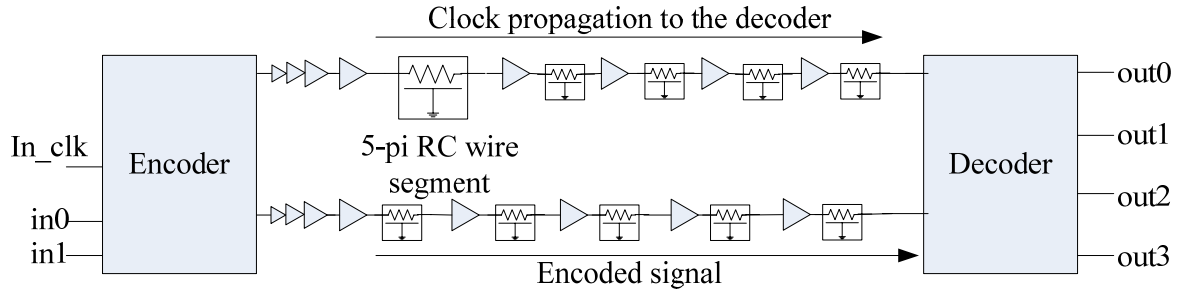 Clock propagation to the decoder
In_clk
in0
in1
Encoder
5-pi RC wire
segment
Encoded signal
Decoder
out0
out1
out2
out3